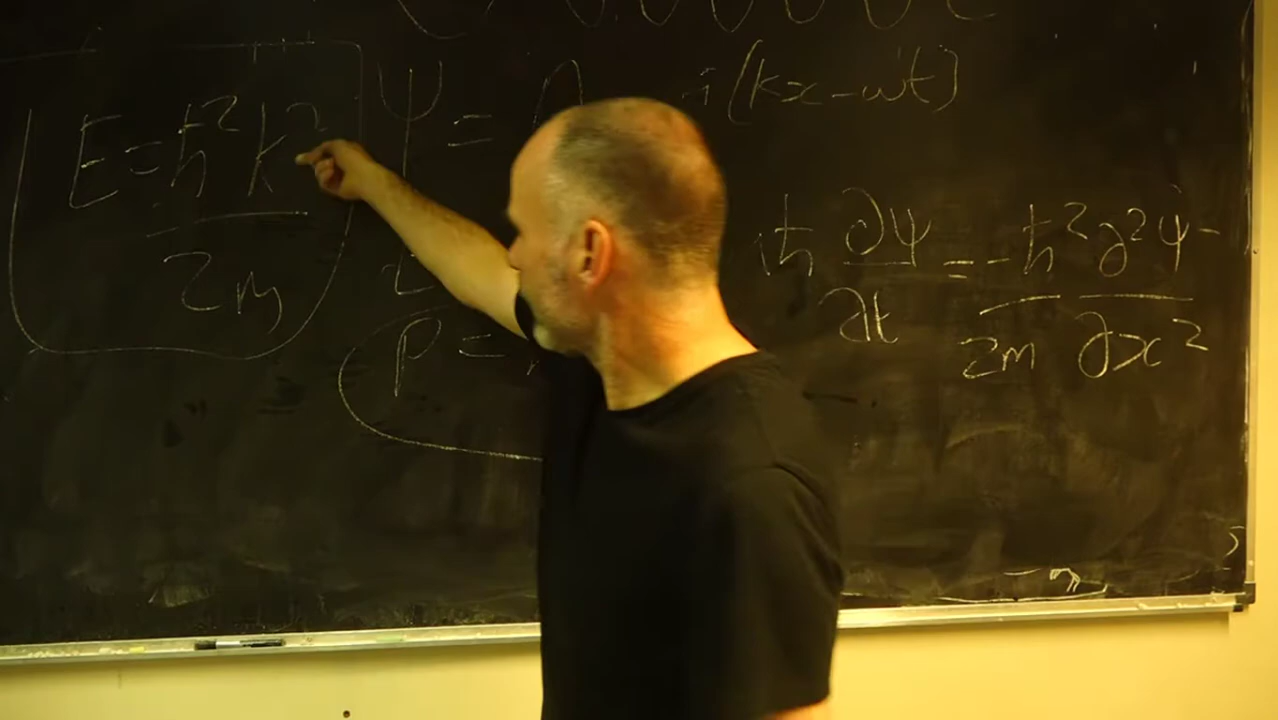 i(kx-ωt)
ψ =
E = ħ²k²
2m
iħ ∂ψ = - ħ² ∂²ψ
∂t 2m ∂x²
p =